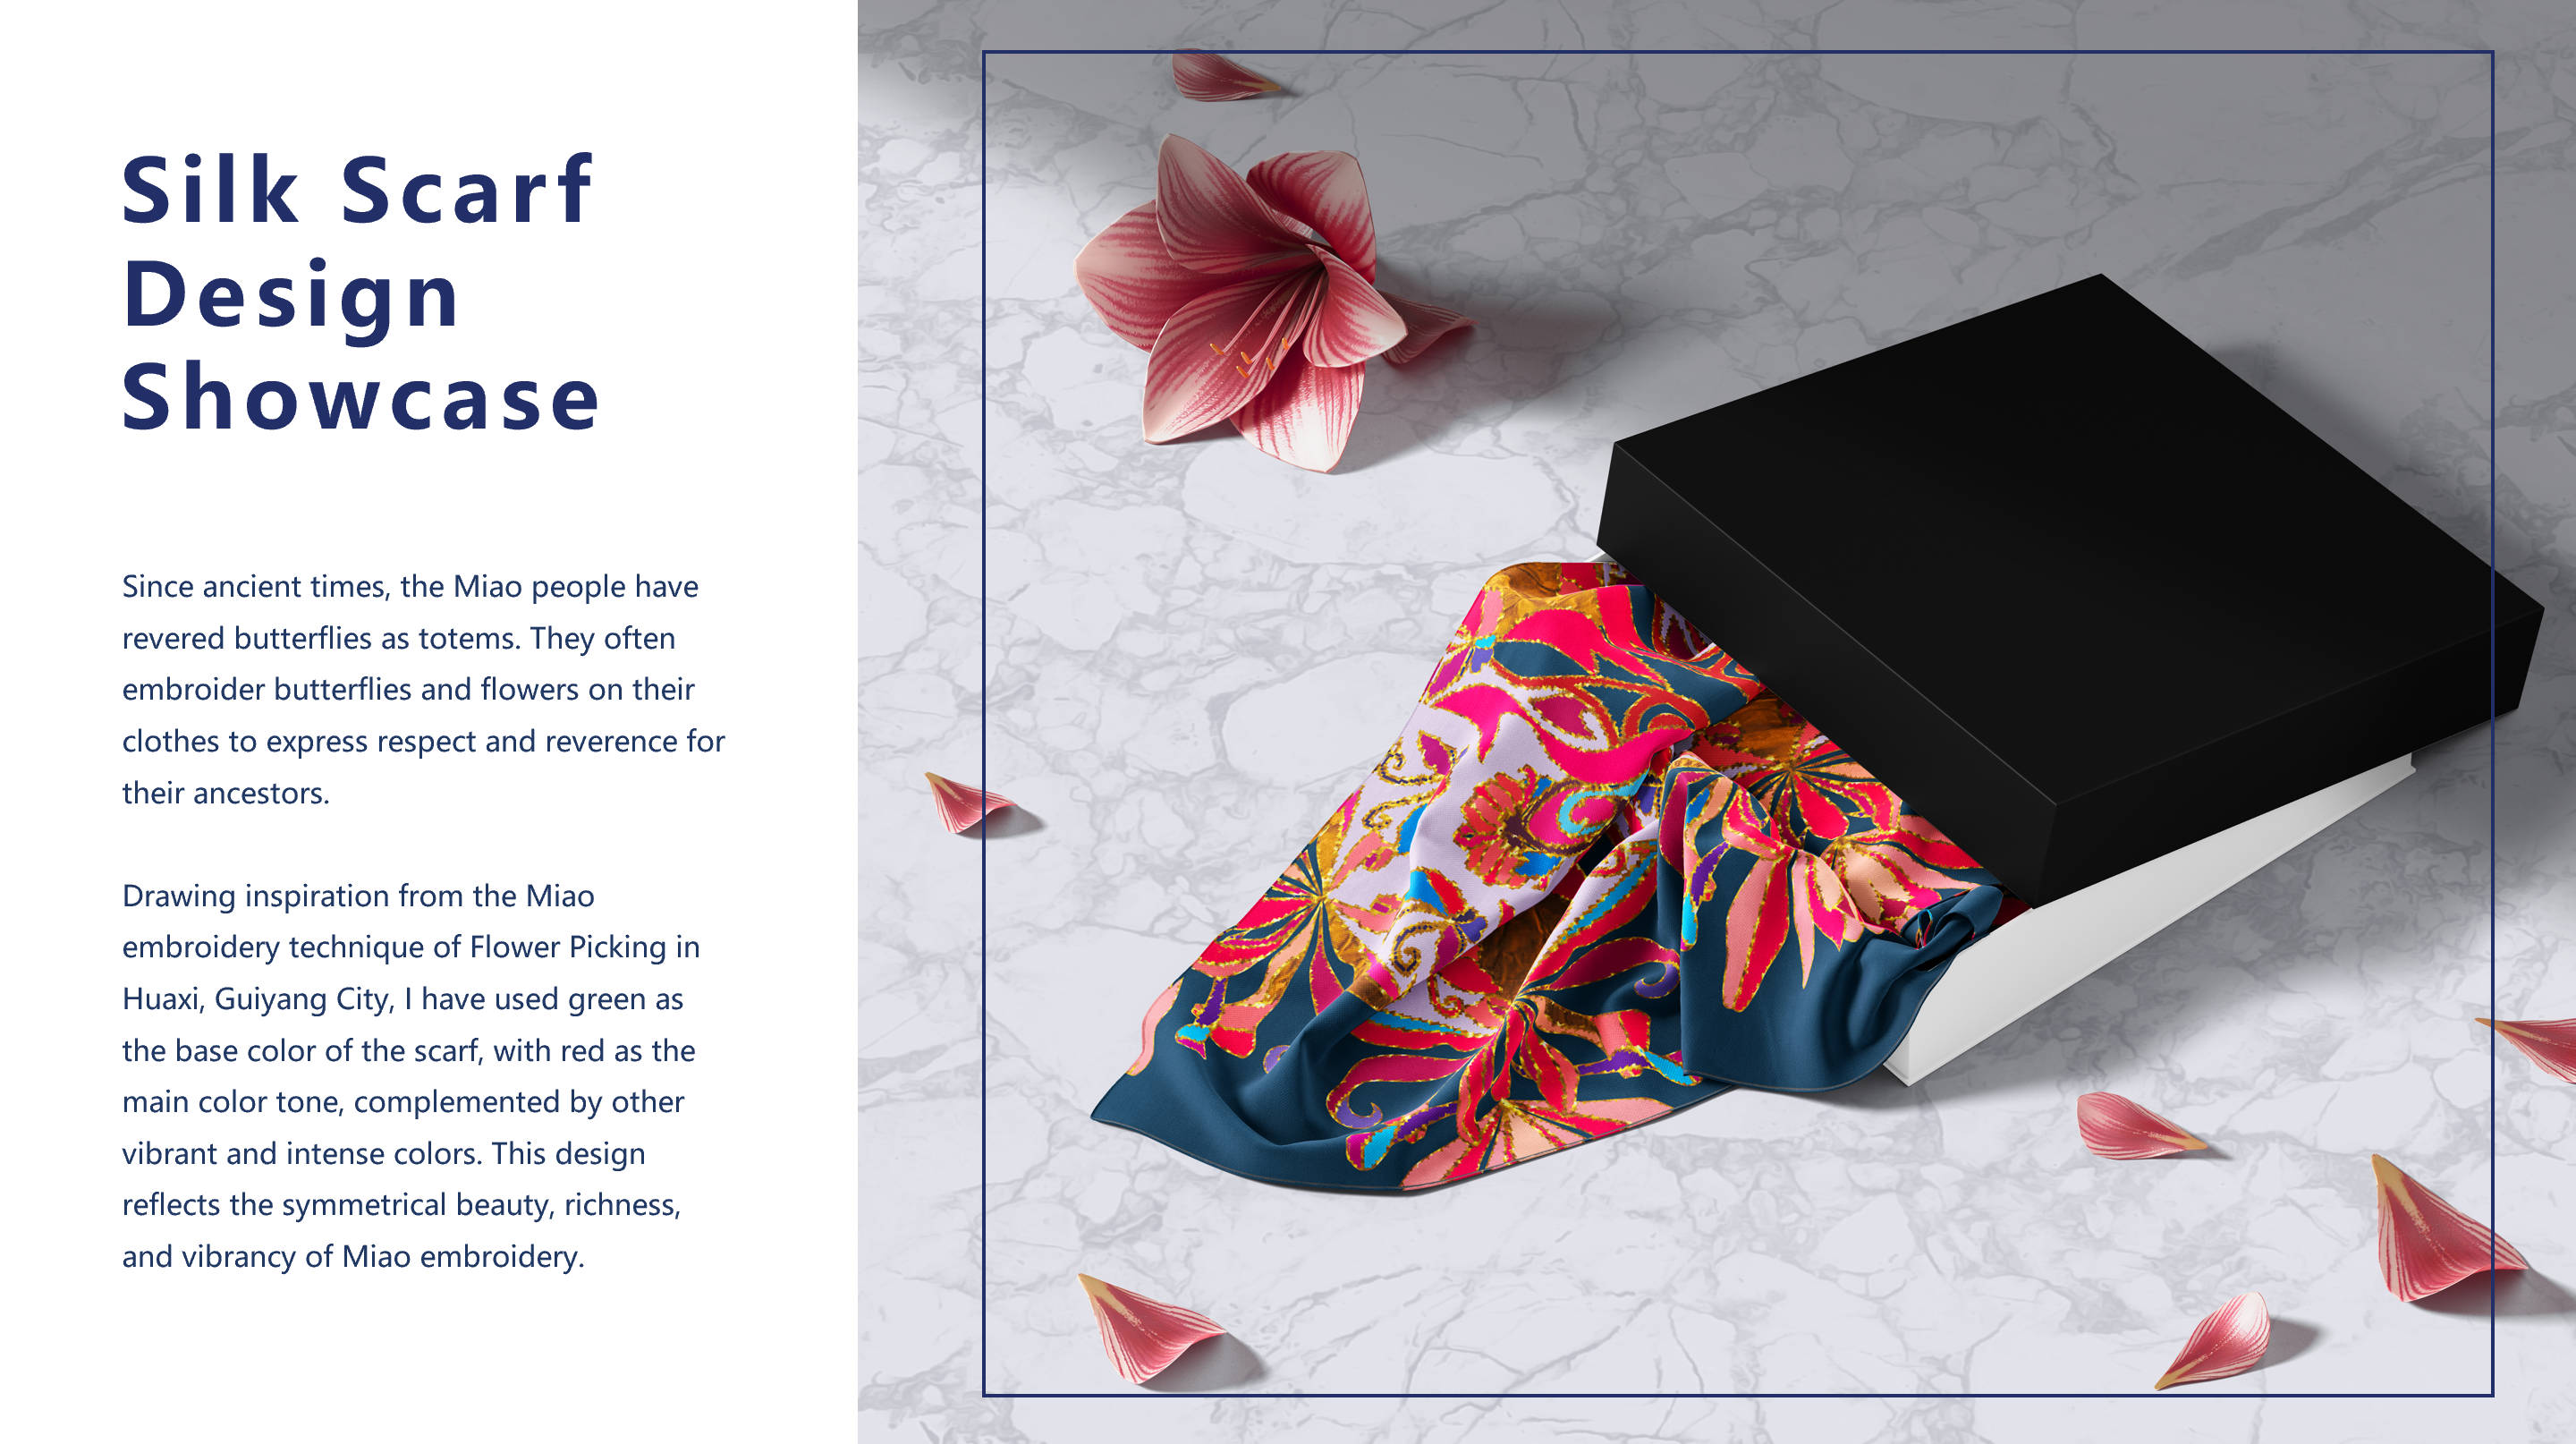 Silk Scarf
Design
Showcase
Since ancient times, the Miao people have
revered butterflies as totems. They often
embroider butterflies and flowers on their
clothes to express respect and reverence for
their ancestors.
Drawing inspiration from the Miao
embroidery technique of Flower Picking in
Huaxi, Guiyang City, I have used green as
the base color of the scarf, with red as the
main color tone, complemented by other
vibrant and intense colors. This design
reflects the symmetrical beauty, richness,
and vibrancy of Miao embroidery.